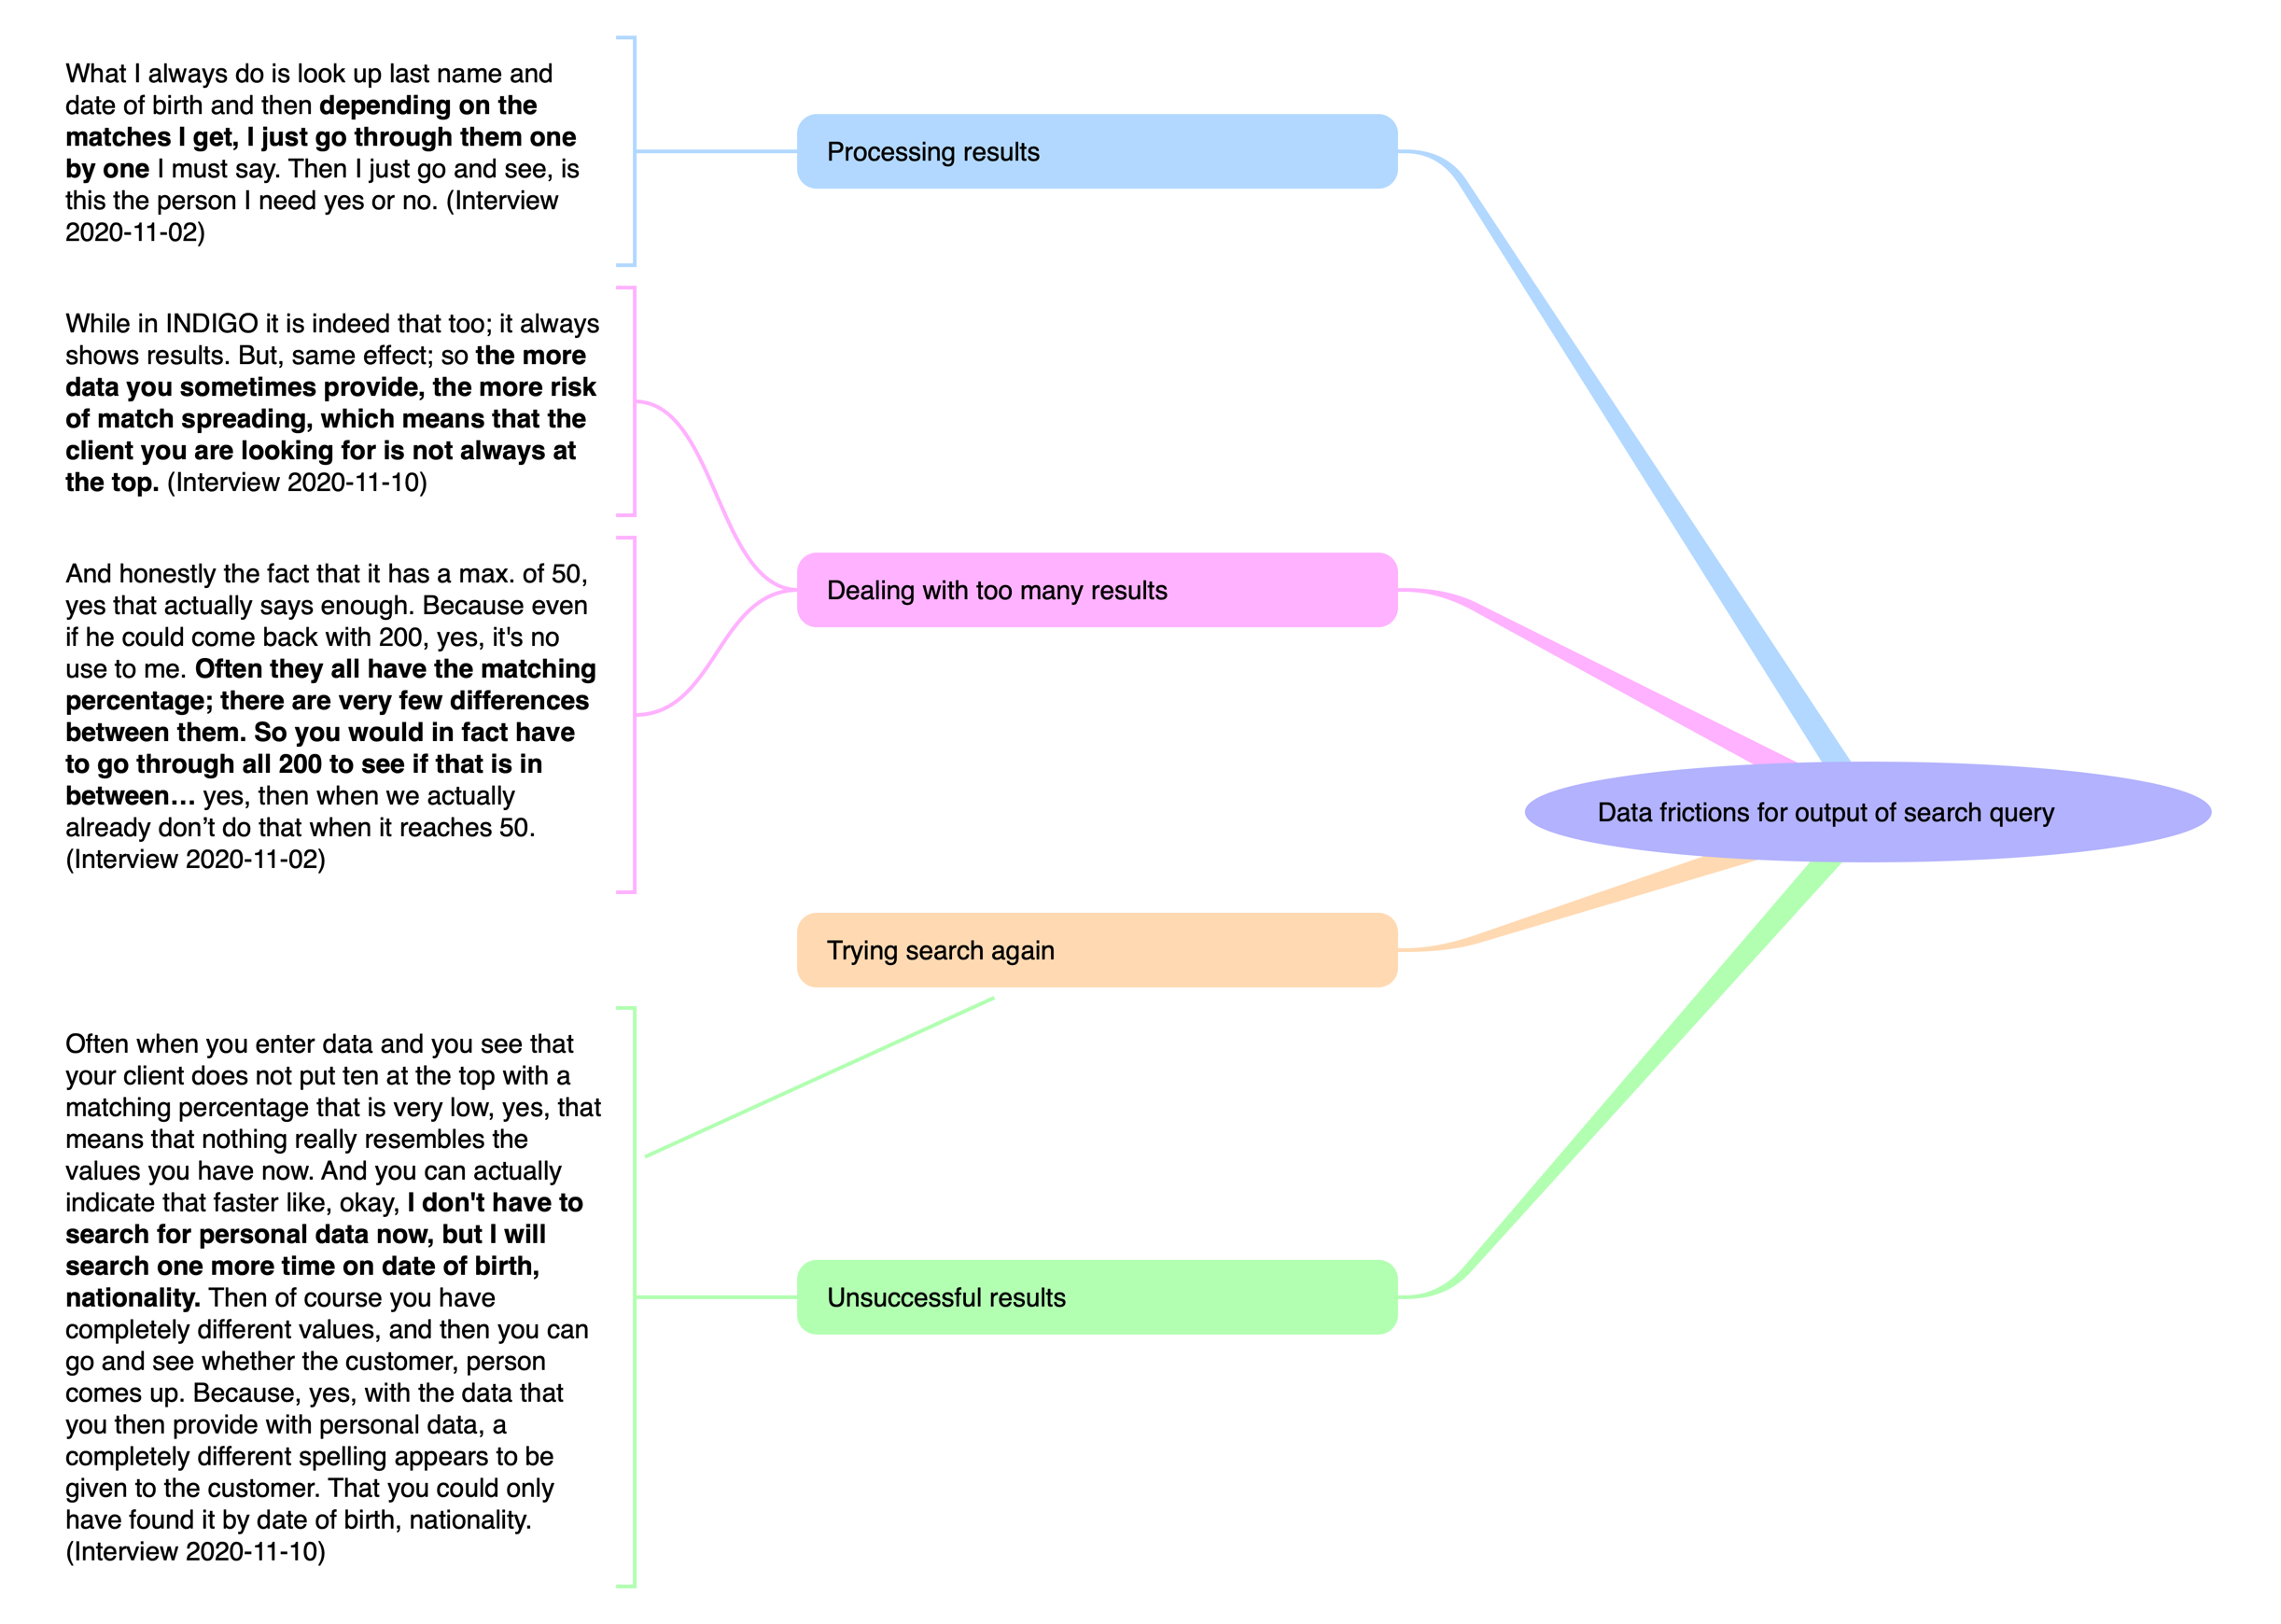 What I always do is look up last name and
date of birth and then depending on the
matches I get, I just go through them one
by one I must say. Then I just go and see, is
this the person I need yes or no. (Interview
2020-11-02)
Processing results
While in INDIGO it is indeed that too; it always
shows results. But, same effect; so the more
data you sometimes provide, the more risk
of match spreading, which means that the
client you are looking for is not always at
the top. (Interview 2020-11-10)
And honestly the fact that it has a max. of 50,
yes that actually says enough. Because even
if he could come back with 200, yes, it's no
use to me. Often they all have the matching
percentage; there are very few differences
between them. So you would in fact have
to go through all 200 to see if that is in
between… yes, then when we actually
already don’t do that when it reaches 50.
(Interview 2020-11-02)
Dealing with too many results
Data frictions for output of search query
Trying search again
Often when you enter data and you see that
your client does not put ten at the top with a
matching percentage that is very low, yes, that
means that nothing really resembles the
values you have now. And you can actually
indicate that faster like, okay, I don't have to
search for personal data now, but I will
search one more time on date of birth,
nationality. Then of course you have
completely different values, and then you can
go and see whether the customer, person
comes up. Because, yes, with the data that
you then provide with personal data, a
completely different spelling appears to be
given to the customer. That you could only
have found it by date of birth, nationality.
(Interview 2020-11-10)
Unsuccessful results